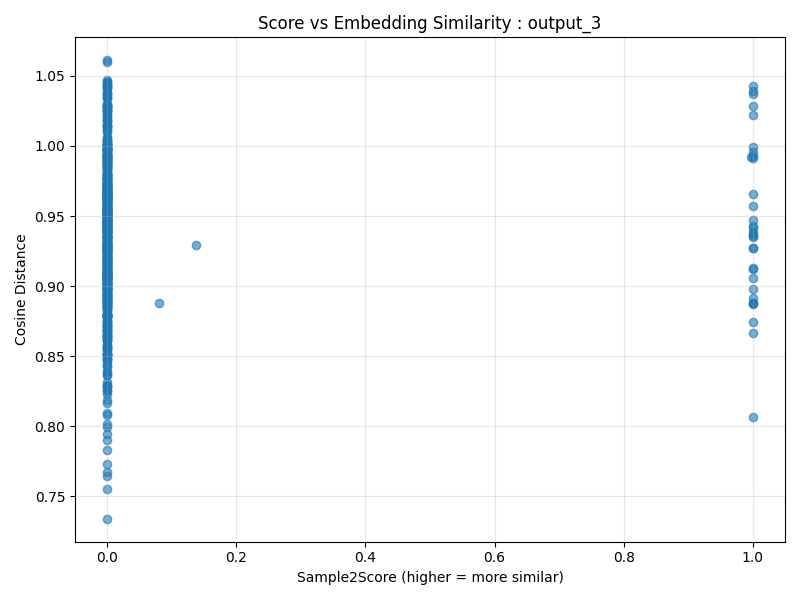 Score vs Embedding Similarity : output_3
1.05
1.00
0.95
0.90
0.85
0.80
0.75
Cosine Distance
0.0 0.2 0.4 0.6 0.8 1.0
Sample2Score (higher = more similar)